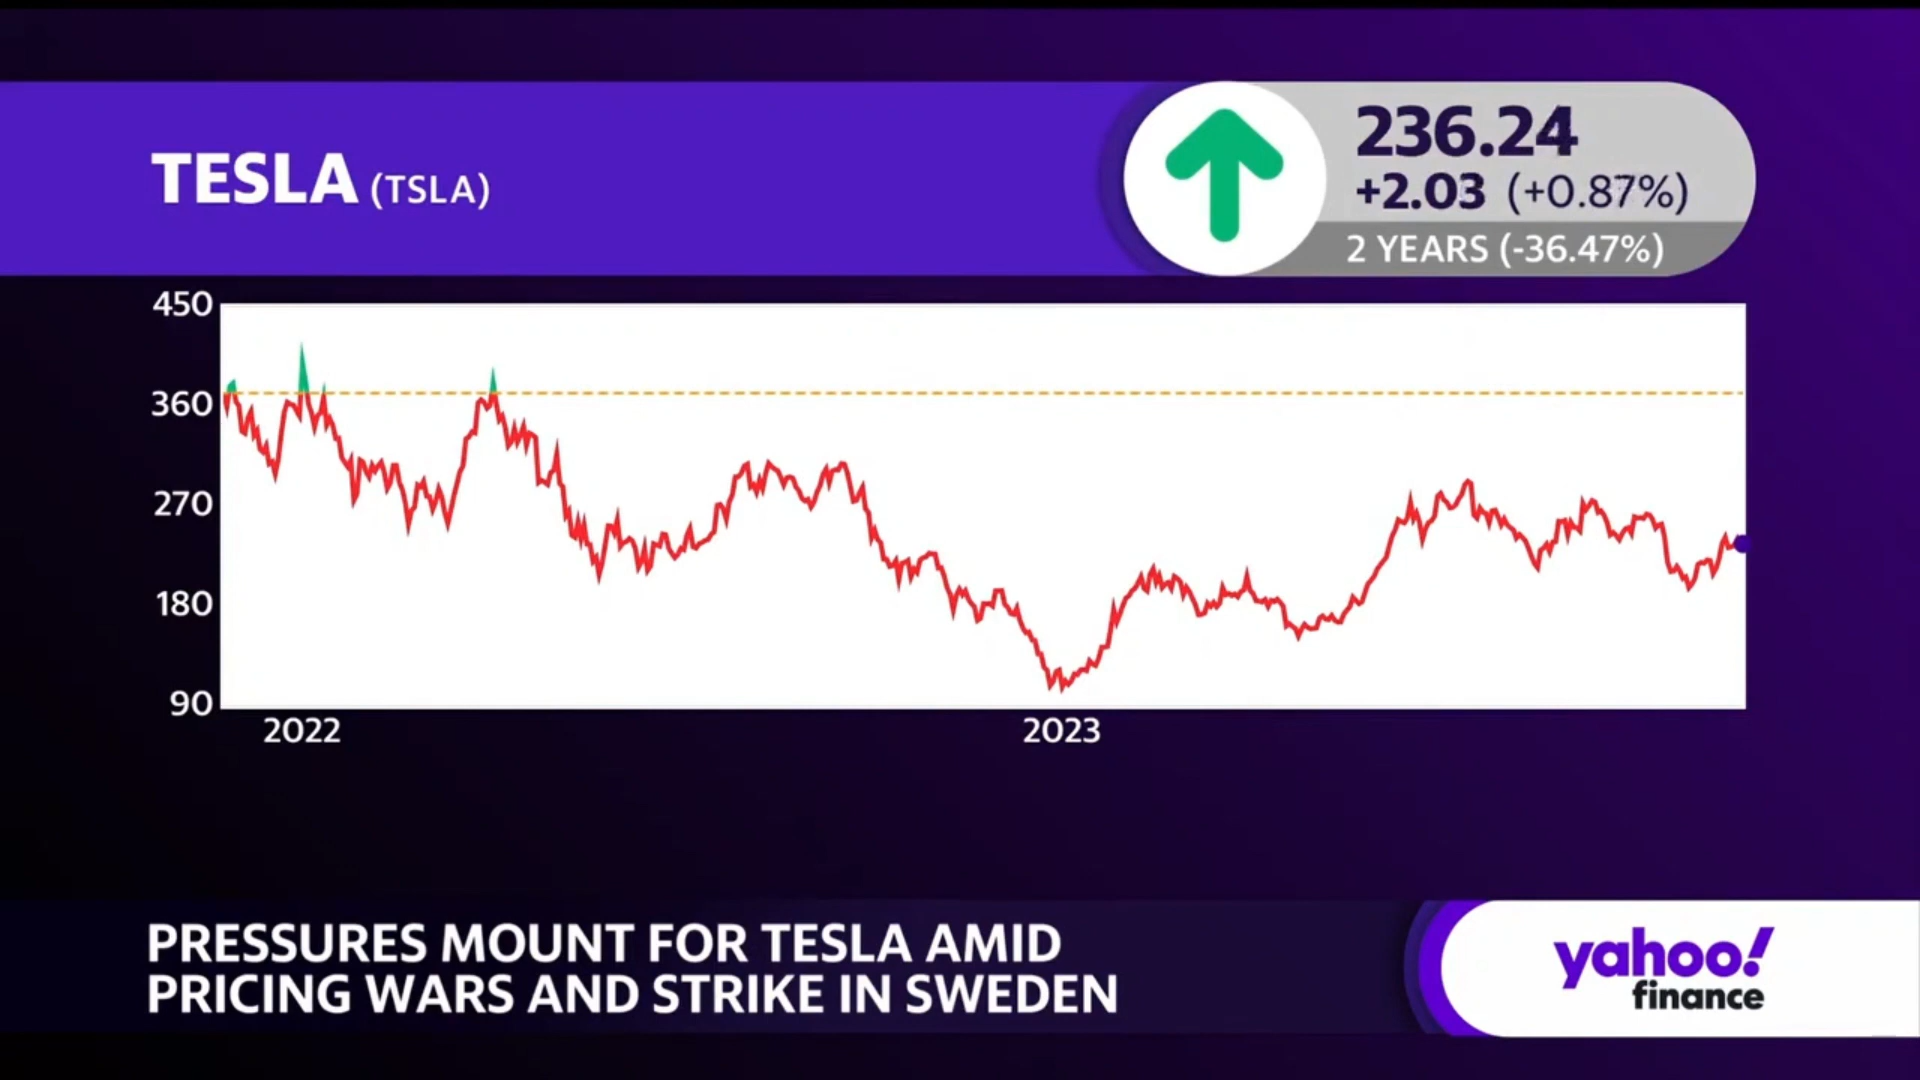 TESLA (TSLA)
236.24
+2.03 (+0.87%)
2 YEARS (-36.47%)
450
360
270
180
90
2022
2023
PRESSURES MOUNT FOR TESLA AMID
PRICING WARS AND STRIKE IN SWEDEN
yahoo!
finance